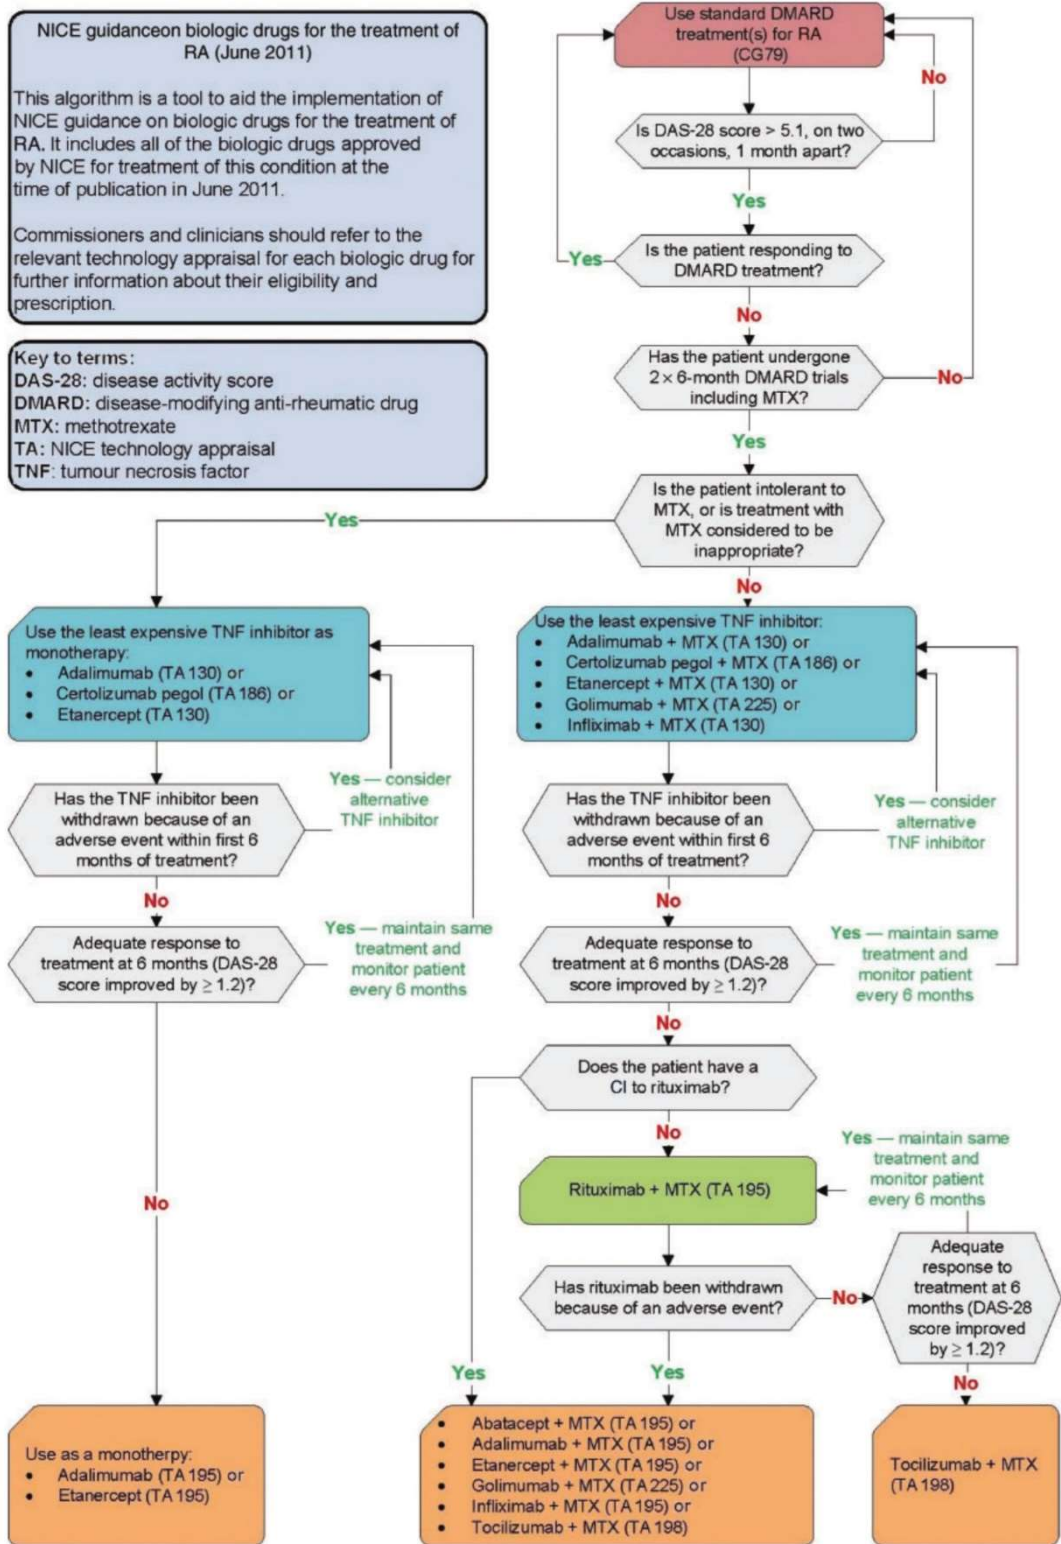 NICE guidanceon biologic drugs for the treatment of
RA (June 2011)
This algorithm is a tool to aid the implementation of
NICE guidance on biologic drugs for the treatment of
RA. It includes all of the biologic drugs approved
by NICE for treatment of this condition at the
time of publication in June 2011.
Commissioners and clinicians should refer to the
relevant technology appraisal for each biologic drug for
further information about their eligibility and
prescription.
Key to terms:
DAS-28: disease activity score
DMARD: disease-modifying anti-rheumatic drug
MTX: methotrexate
TA: NICE technology appraisal
TNF: tumour necrosis factor
Use standard DMARD
treatment(s) for RA
(CG79)
No
Is DAS-28 score > 5.1, on two
occasions, 1 month apart?
Yes
Is the patient responding to
DMARD treatment?
Yes
No
Has the patient undergone
2 × 6-month DMARD trials
including MTX?
No
Yes
Is the patient intolerant to
MTX, or is treatment with
MTX considered to be
inappropriate?
Yes
No
Use the least expensive TNF inhibitor as
monotherapy:
• Adalimumab (TA 130) or
• Certolizumab pegol (TA 186) or
• Etanercept (TA 130)
Has the TNF inhibitor been
withdrawn because of an
adverse event within first 6
months of treatment?
Yes — consider
alternative
TNF inhibitor
No
Adequate response to
treatment at 6 months (DAS-28
score improved by ≥ 1.2)?
Yes — maintain same
treatment and
monitor patient
every 6 months
No
Use as a monotherpy:
• Adalimumab (TA 195) or
• Etanercept (TA 195)
Use the least expensive TNF inhibitor:
• Adalimumab + MTX (TA 130) or
• Certolizumab pegol + MTX (TA 186) or
• Etanercept + MTX (TA 130) or
• Golimumab + MTX (TA 225) or
• Infliximab + MTX (TA 130)
Has the TNF inhibitor been
withdrawn because of an
adverse event within first 6
months of treatment?
Yes — consider
alternative
TNF inhibitor
No
Adequate response to
treatment at 6 months (DAS-28
score improved by ≥ 1.2)?
Yes — maintain same
treatment and
monitor patient
every 6 months
No
Does the patient have a
CI to rituximab?
No
Rituximab + MTX (TA 195)
Yes — maintain same
treatment and
monitor patient
every 6 months
Has rituximab been withdrawn
because of an adverse event?
No
Adequate
response to
treatment at 6
months (DAS-28
score improved
by ≥ 1.2)?
Yes
Yes
No
• Abatacept + MTX (TA 195) or
• Adalimumab + MTX (TA 195) or
• Etanercept + MTX (TA 195) or
• Golimumab + MTX (TA 225) or
• Infliximab + MTX (TA 195) or
• Tocilizumab + MTX (TA 198)
Tocilizumab + MTX
(TA 198)